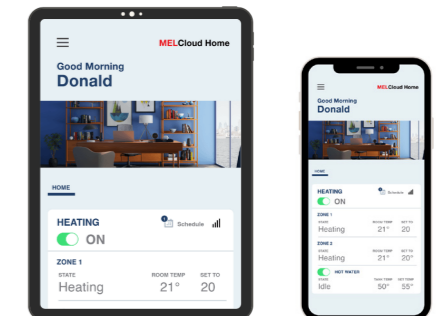 MELCloud Home
Good Morning
Donald
HOME
HEATING
Schedule
ON
ZONE 1
STATE ROOM TEMP SET TO
Heating 21° 20
MELCloud Home
Good Morning
Donald
HOME
HEATING
Schedule
ON
ZONE 1
STATE ROOM TEMP SET TO
Heating 21° 20
ZONE 2
STATE ROOM TEMP SET TO
Heating 21° 20°
HOT WATER
STATE TANK TEMP SET TEMP
Idle 50° 55°